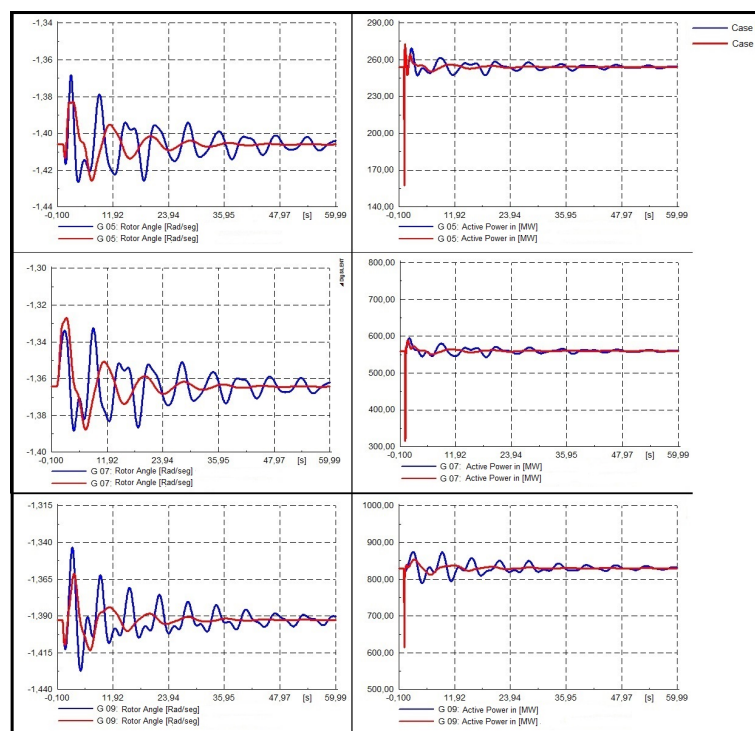 Case
Case
-1,34
-1,36
-1,38
-1,40
-1,42
-1,44
-0,100 11,92 23,94 35,95 47,97 [s] 59,99
G 05: Rotor Angle [Rad/seg]
G 05: Rotor Angle [Rad/seg]
290,00
260,00
230,00
200,00
170,00
140,00
-0,100 11,92 23,94 35,95 47,97 [s] 59,99
G 05: Active Power in [MW]
G 05: Active Power in [MW]
-1,30
-1,32
-1,34
-1,36
-1,38
-1,40
-0,100 11,92 23,94 35,95 47,97 [s] 59,99
G 07: Rotor Angle [Rad/seg]
G 07: Rotor Angle [Rad/seg]
DIgSILENT
800,00
700,00
600,00
500,00
400,00
300,00
-0,100 11,92 23,94 35,95 47,97 [s] 59,99
G 07: Active Power in [MW]
G 07: Active Power in [MW]
-1,315
-1,340
-1,365
-1,390
-1,415
-1,440
-0,100 11,92 23,94 35,95 47,97 [s] 59,99
G 09: Rotor Angle [Rad/seg]
G 09: Rotor Angle [Rad/seg]
1000,00
900,00
800,00
700,00
600,00
500,00
-0,100 11,92 23,94 35,95 47,97 [s] 59,99
G 09: Active Power in [MW]
G 09: Active Power in [MW]